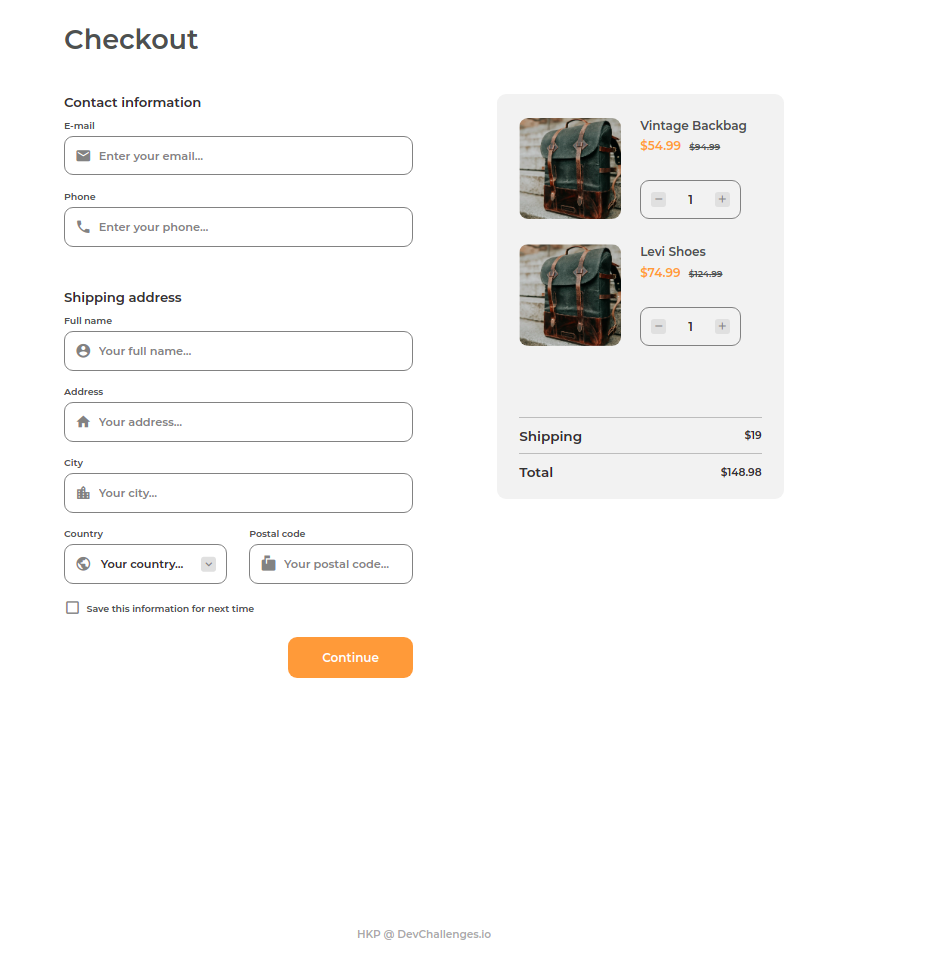 Checkout
Contact information
E-mail
Enter your email...
Phone
Enter your phone...
Shipping address
Full name
Your full name...
Address
Your address...
City
Your city...
Country
Your country...
Postal code
Your postal code...
Save this information for next time
Continue
Vintage Backbag
$54.99 $94.99
1
Levi Shoes
$74.99 $124.99
1
Shipping $19
Total $148.98
HKP @ DevChallenges.io